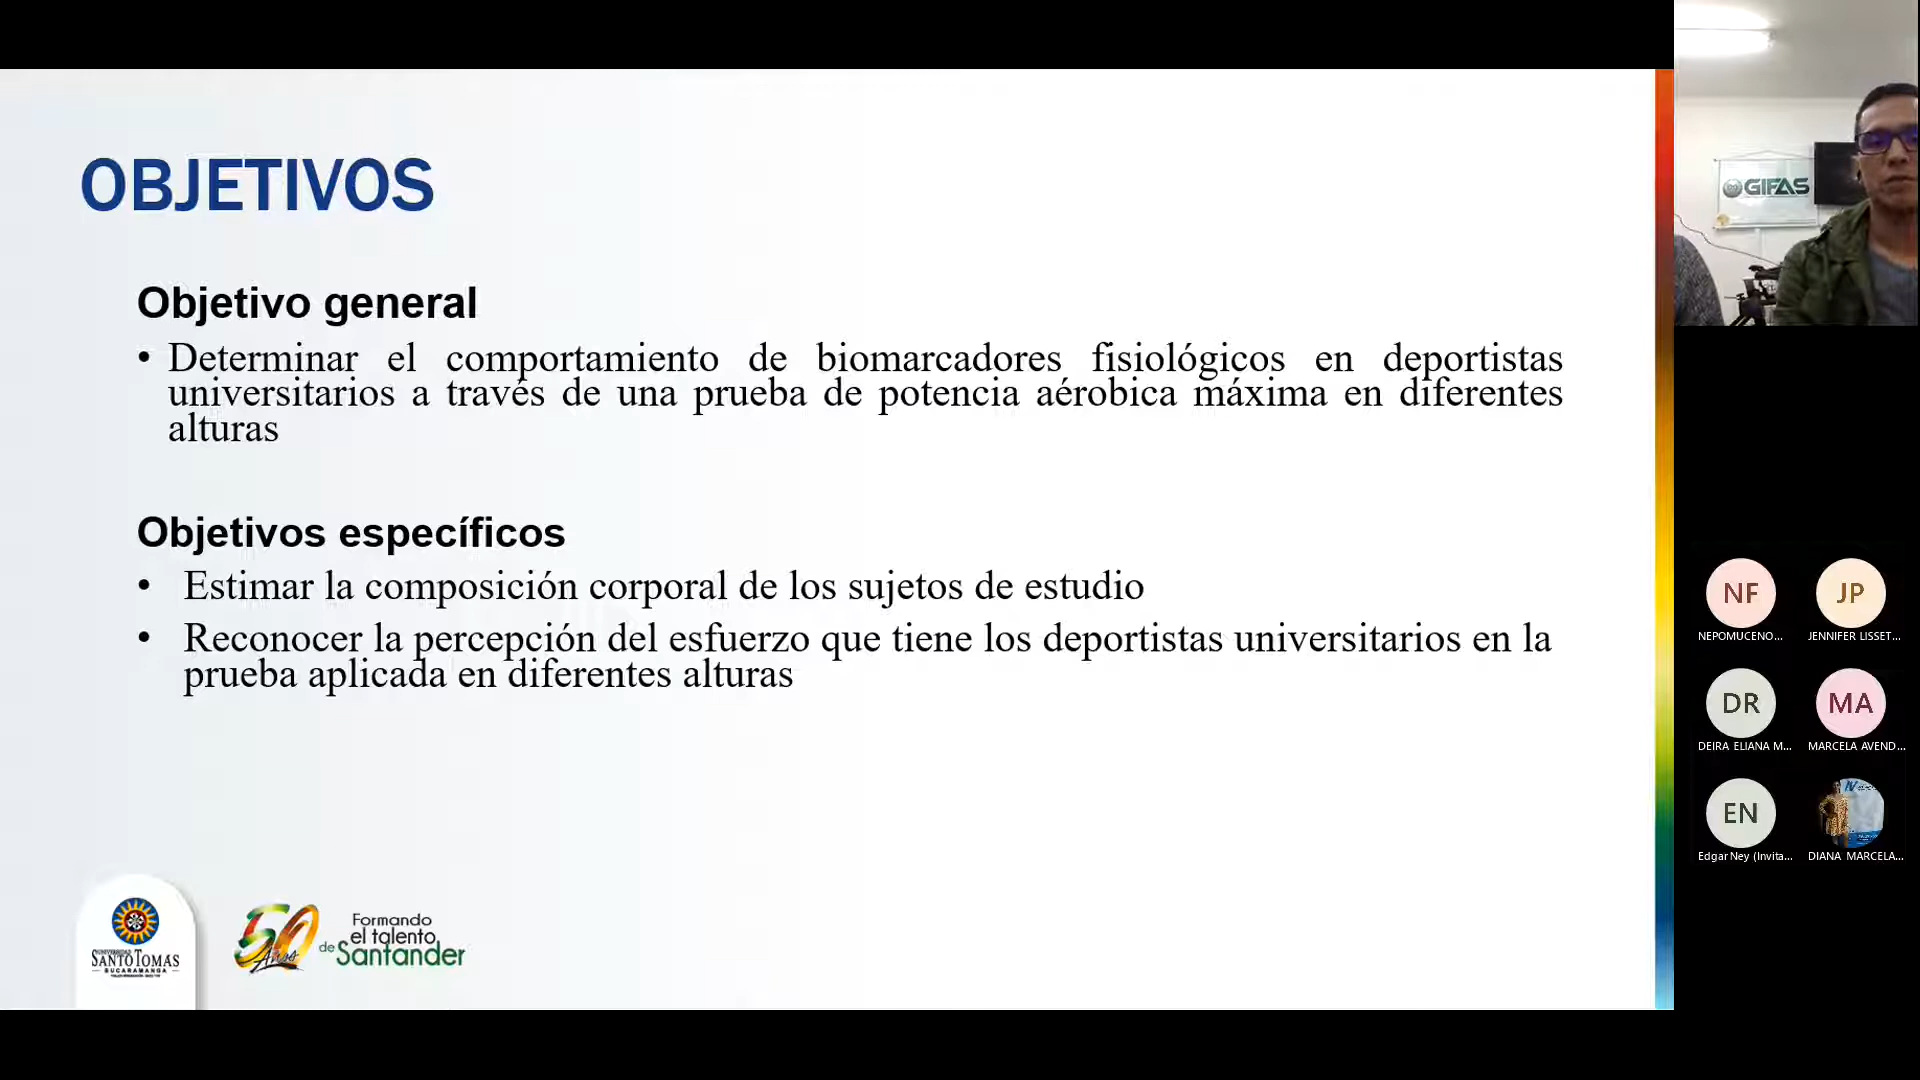 OBJETIVOS
Objetivo general
• Determinar el comportamiento de biomarcadores fisiológicos en deportistas
universitarios a través de una prueba de potencia aérobica máxima en diferentes
alturas
Objetivos específicos
• Estimar la composición corporal de los sujetos de estudio
• Reconocer la percepción del esfuerzo que tiene los deportistas universitarios en la
prueba aplicada en diferentes alturas
UNIVERSIDAD
SANTO TOMAS
BUCARAMANGA
50
Años
Formando
el talento
de Santander
GIFAS
NF
JP
NEPOMUCENO...
JENNIFER LISSET...
DR
MA
DEIRA ELIANA M...
MARCELA AVEND...
EN
Edgar Ney (Invita...
DIANA MARCELA...